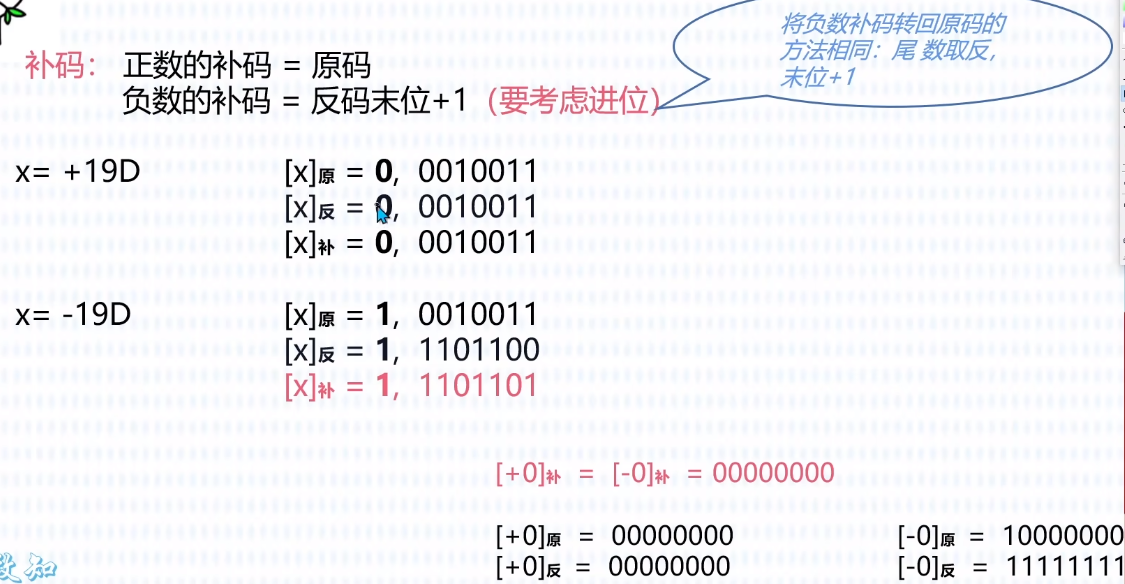 将负数补码转回原码的
方法相同：尾数取反，
末位+1
补码： 正数的补码 = 原码
负数的补码 = 反码末位+1（要考虑进位）
x= +19D [x]原 = 0, 0010011
[x]反 = 0, 0010011
[x]补 = 0, 0010011
x= -19D [x]原 = 1, 0010011
[x]反 = 1, 1101100
[x]补 = 1, 1101101
[+0]补 = [-0]补 = 00000000
[+0]原 = 00000000 [-0]原 = 10000000
[+0]反 = 00000000 [-0]反 = 11111111
知